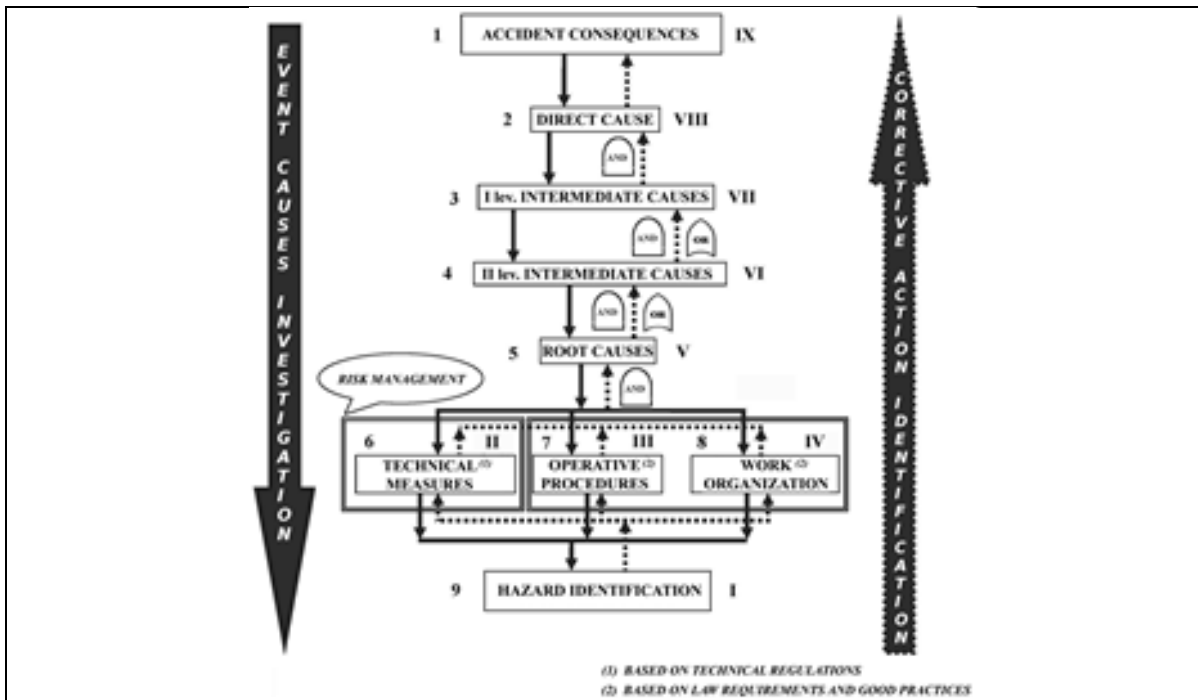 EVENT CAUSES INVESTIGATION
1 ACCIDENT CONSEQUENCES IX
2 DIRECT CAUSE VIII
AND
3 I lev. INTERMEDIATE CAUSES VII
AND OR
4 II lev. INTERMEDIATE CAUSES VI
AND OR
5 ROOT CAUSES V
RISK MANAGEMENT
AND
6 II 7 III 8 IV
TECHNICAL (1)
MEASURES
OPERATIVE (2)
PROCEDURES
WORK (2)
ORGANIZATION
9 HAZARD IDENTIFICATION I
CORRECTIVE ACTION IDENTIFICATION
(1) BASED ON TECHNICAL REGULATIONS
(2) BASED ON LAW REQUIREMENTS AND GOOD PRACTICES